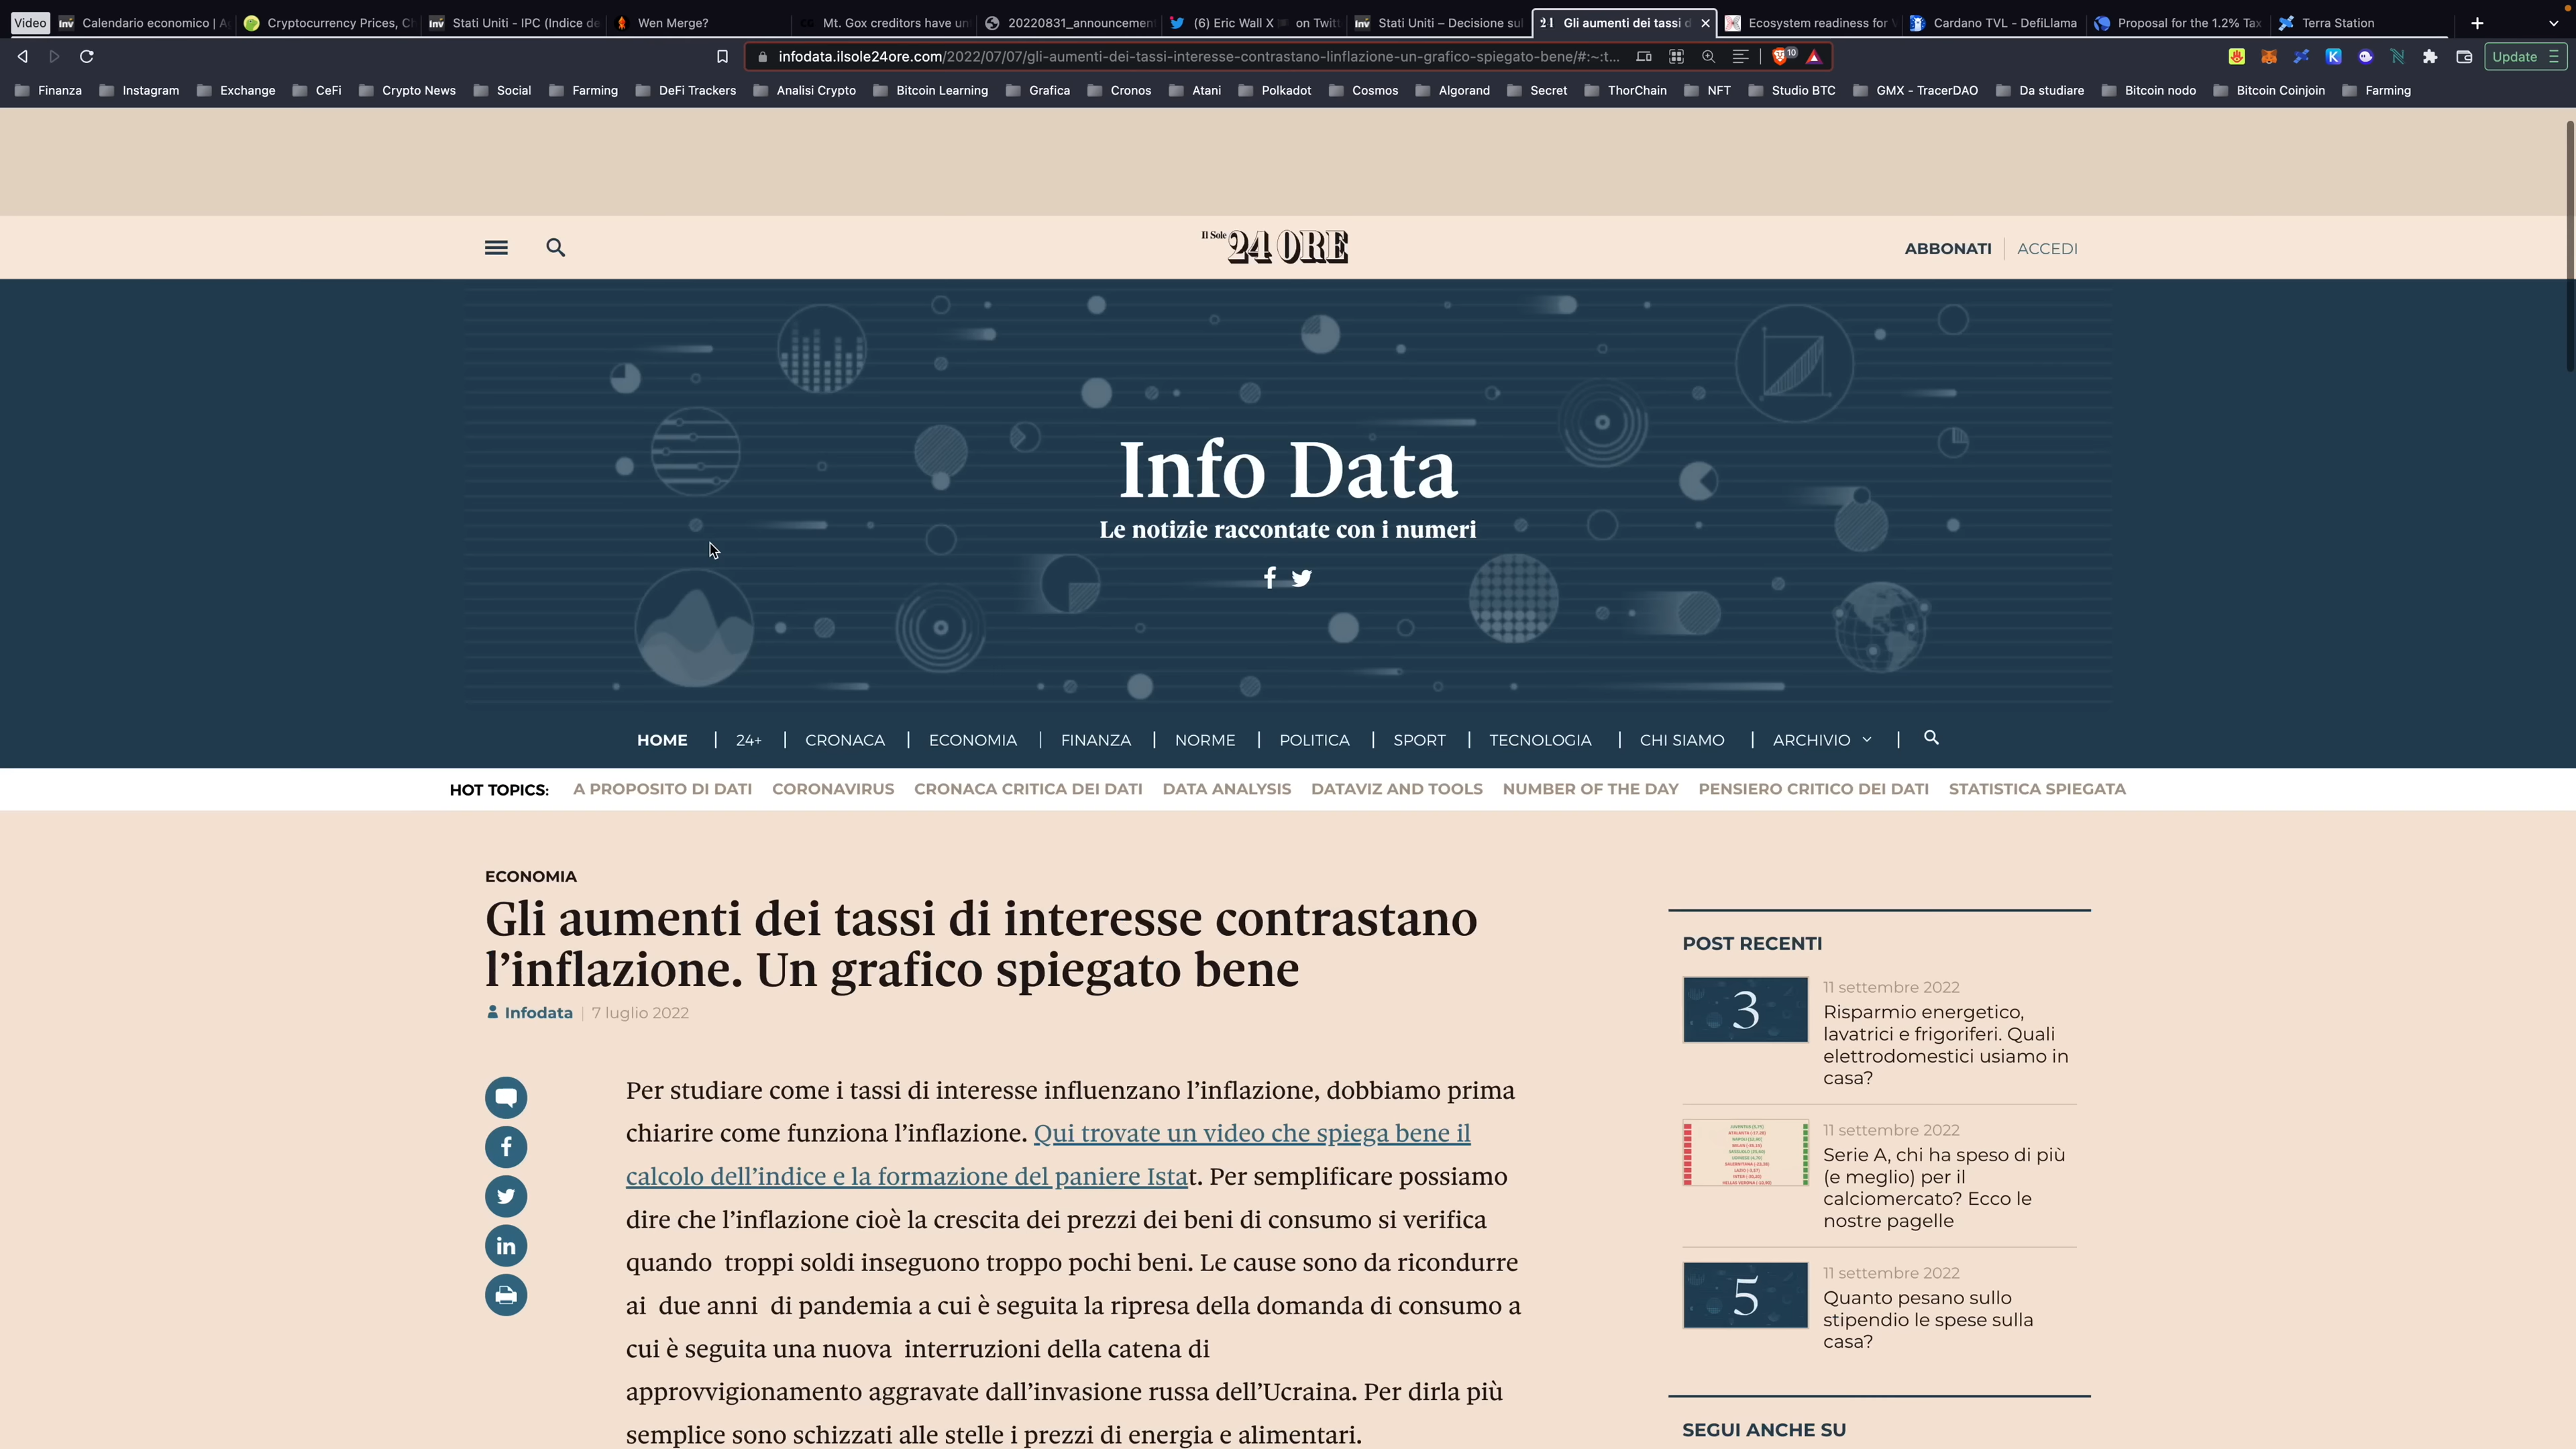 Video
Calendario economico | A
Cryptocurrency Prices, Ch
Stati Uniti - IPC (Indice de
Wen Merge?
Mt. Gox creditors have un
20220831_announcemen
(6) Eric Wall X on Twitt
Stati Uniti – Decisione sul
Gli aumenti dei tassi d
Ecosystem readiness for V
Cardano TVL - DefiLlama
Proposal for the 1.2% Tax
Terra Station
infodata.ilsole24ore.com/2022/07/07/gli-aumenti-dei-tassi-interesse-contrastano-linflazione-un-grafico-spiegato-bene/#:~:t...
10
Update
Finanza
Instagram
Exchange
CeFi
Crypto News
Social
Farming
DeFi Trackers
Analisi Crypto
Bitcoin Learning
Grafica
Cronos
Atani
Polkadot
Cosmos
Algorand
Secret
ThorChain
NFT
Studio BTC
GMX - TracerDAO
Da studiare
Bitcoin nodo
Bitcoin Coinjoin
Farming
Il Sole 24 ORE
ABBONATI | ACCEDI
Info Data
Le notizie raccontate con i numeri
HOME | 24+ | CRONACA | ECONOMIA | FINANZA | NORME | POLITICA | SPORT | TECNOLOGIA | CHI SIAMO | ARCHIVIO |
HOT TOPICS: A PROPOSITO DI DATI CORONAVIRUS CRONACA CRITICA DEI DATI DATA ANALYSIS DATAVIZ AND TOOLS NUMBER OF THE DAY PENSIERO CRITICO DEI DATI STATISTICA SPIEGATA
ECONOMIA
Gli aumenti dei tassi di interesse contrastano
l'inflazione. Un grafico spiegato bene
Infodata | 7 luglio 2022
Per studiare come i tassi di interesse influenzano l'inflazione, dobbiamo prima
chiarire come funziona l'inflazione. Qui trovate un video che spiega bene il
calcolo dell'indice e la formazione del paniere Istat. Per semplificare possiamo
dire che l'inflazione cioè la crescita dei prezzi dei beni di consumo si verifica
quando troppi soldi inseguono troppo pochi beni. Le cause sono da ricondurre
ai due anni di pandemia a cui è seguita la ripresa della domanda di consumo a
cui è seguita una nuova interruzioni della catena di
approvvigionamento aggravate dall'invasione russa dell'Ucraina. Per dirla più
semplice sono schizzati alle stelle i prezzi di energia e alimentari.
POST RECENTI
3
11 settembre 2022
Risparmio energetico,
lavatrici e frigoriferi. Quali
elettrodomestici usiamo in
casa?
11 settembre 2022
Serie A, chi ha speso di più
(e meglio) per il
calciomercato? Ecco le
nostre pagelle
5
11 settembre 2022
Quanto pesano sullo
stipendio le spese sulla
casa?
SEGUI ANCHE SU